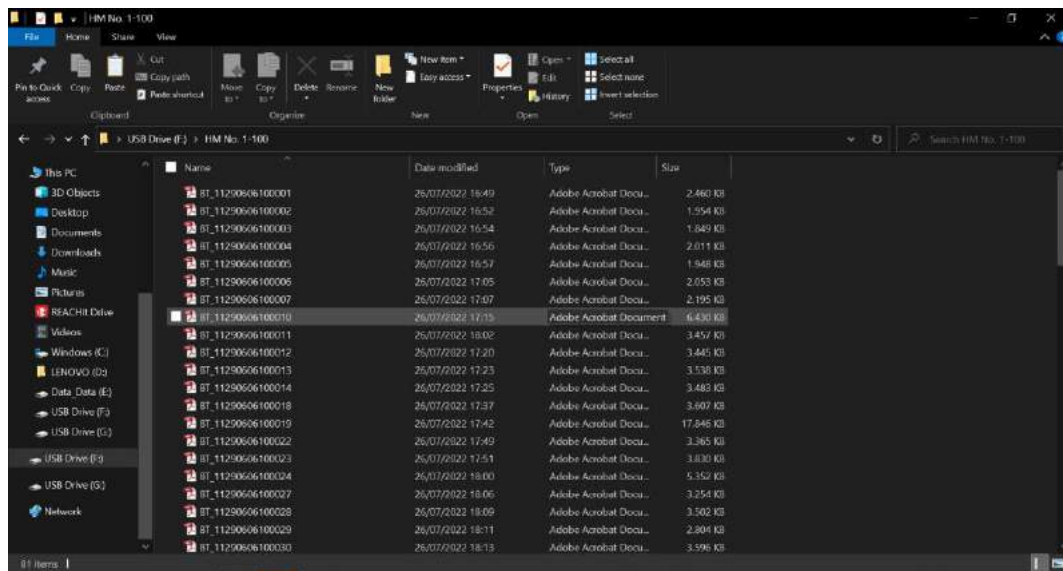 HM No. 1-100
File Home Share View
Pin to Quick access
Copy
Paste
Cut
Copy path
Paste shortcut
Clipboard
Move to
Copy to
Delete
Rename
Organize
New folder
New item
Easy access
New
Properties
Open
Edit
History
Open
Select all
Select none
Invert selection
Select
USB Drive (F:) > HM No. 1-100
Search HM No. 1-100
This PC
3D Objects
Desktop
Documents
Downloads
Music
Pictures
REACHit Drive
Videos
Windows (C:)
LENOVO (D:)
Data_Data (E:)
USB Drive (F:)
USB Drive (G:)
USB Drive (F:)
USB Drive (G:)
Network
Name Date modified Type Size
BT_11290606100001 26/07/2022 16:49 Adobe Acrobat Docu... 2.460 KB
BT_11290606100002 26/07/2022 16:52 Adobe Acrobat Docu... 1.954 KB
BT_11290606100003 26/07/2022 16:54 Adobe Acrobat Docu... 1.849 KB
BT_11290606100004 26/07/2022 16:56 Adobe Acrobat Docu... 2.011 KB
BT_11290606100005 26/07/2022 16:57 Adobe Acrobat Docu... 1.948 KB
BT_11290606100006 26/07/2022 17:05 Adobe Acrobat Docu... 2.053 KB
BT_11290606100007 26/07/2022 17:07 Adobe Acrobat Docu... 2.195 KB
BT_11290606100010 26/07/2022 17:15 Adobe Acrobat Document 6.430 KB
BT_11290606100011 26/07/2022 18:02 Adobe Acrobat Docu... 3.457 KB
BT_11290606100012 26/07/2022 17:20 Adobe Acrobat Docu... 3.445 KB
BT_11290606100013 26/07/2022 17:23 Adobe Acrobat Docu... 3.538 KB
BT_11290606100014 26/07/2022 17:25 Adobe Acrobat Docu... 3.483 KB
BT_11290606100018 26/07/2022 17:37 Adobe Acrobat Docu... 3.607 KB
BT_11290606100019 26/07/2022 17:42 Adobe Acrobat Docu... 17.846 KB
BT_11290606100022 26/07/2022 17:49 Adobe Acrobat Docu... 3.365 KB
BT_11290606100023 26/07/2022 17:51 Adobe Acrobat Docu... 3.830 KB
BT_11290606100024 26/07/2022 18:00 Adobe Acrobat Docu... 5.352 KB
BT_11290606100027 26/07/2022 18:06 Adobe Acrobat Docu... 3.254 KB
BT_11290606100028 26/07/2022 18:09 Adobe Acrobat Docu... 3.502 KB
BT_11290606100029 26/07/2022 18:11 Adobe Acrobat Docu... 2.804 KB
BT_11290606100030 26/07/2022 18:13 Adobe Acrobat Docu... 3.596 KB
81 items